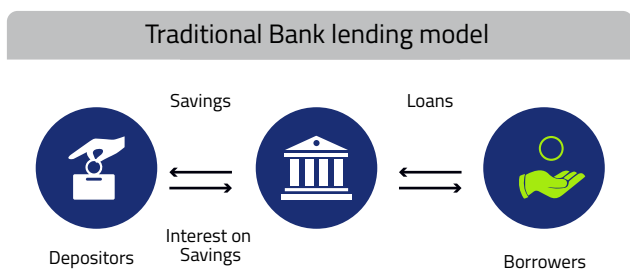 Traditional Bank lending model
Savings
Loans
Depositors
Interest on
Savings
Borrowers